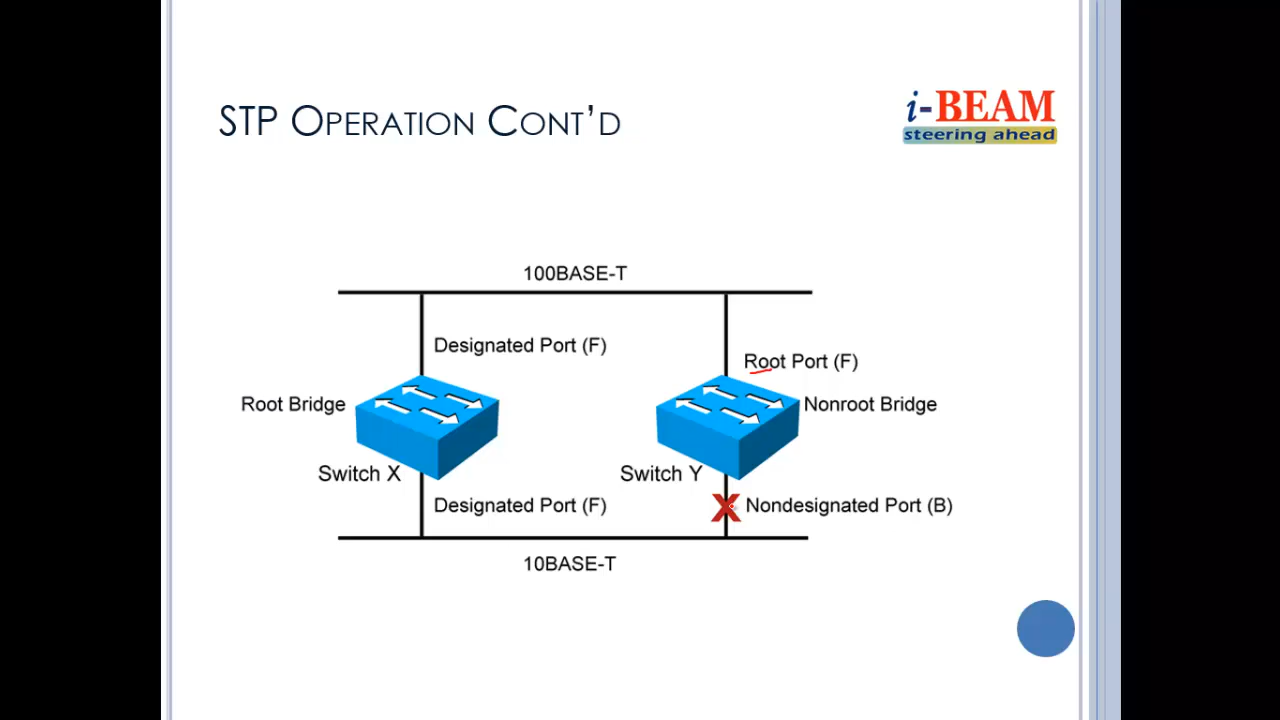 STP OPERATION CONT'D
i-BEAM
steering ahead
100BASE-T
Designated Port (F)
Root Port (F)
Root Bridge
Nonroot Bridge
Switch X
Switch Y
Designated Port (F)
Nondesignated Port (B)
10BASE-T